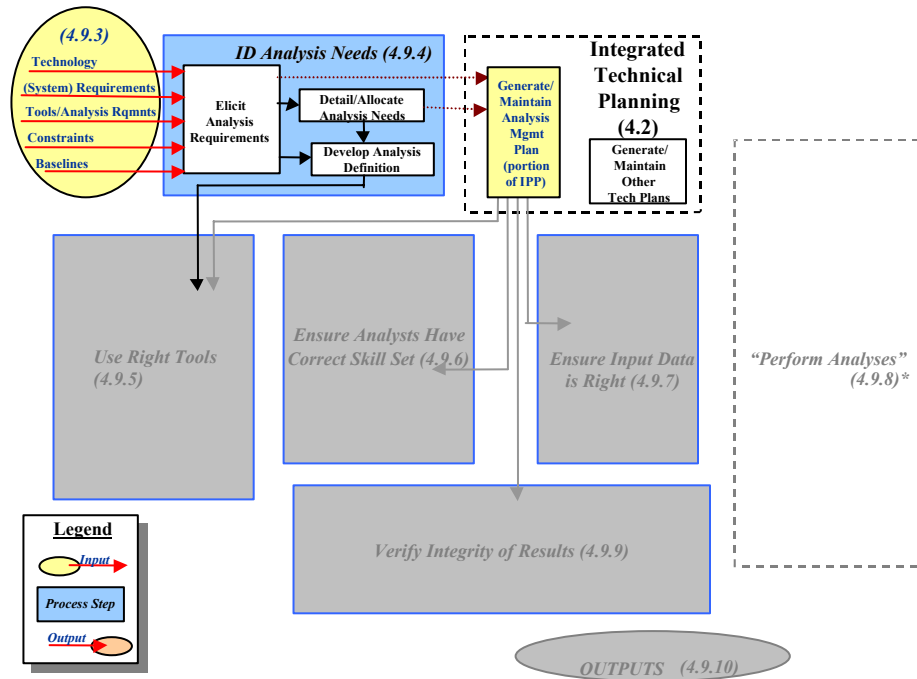 (4.9.3)
Technology
(System) Requirements
Tools/Analysis Rqmnts
Constraints
Baselines
ID Analysis Needs (4.9.4)
Elicit
Analysis
Requirements
Detail/Allocate
Analysis Needs
Develop Analysis
Definition
Generate/
Maintain
Analysis
Mgmt
Plan
(portion
of IPP)
Integrated
Technical
Planning
(4.2)
Generate/
Maintain
Other
Tech Plans
Use Right Tools
(4.9.5)
Ensure Analysts Have
Correct Skill Set (4.9.6)
Ensure Input Data
is Right (4.9.7)
“Perform Analyses”
(4.9.8)*
Verify Integrity of Results (4.9.9)
Legend
Input
Process Step
Output
OUTPUTS (4.9.10)